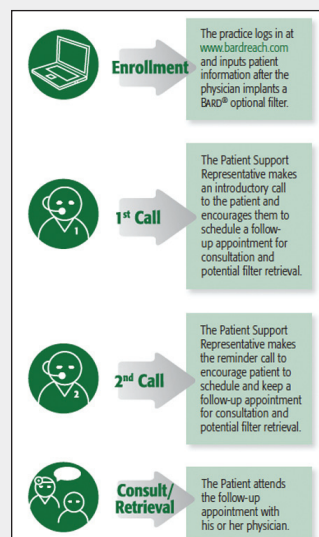 Enrollment
The practice logs in at
www.bardreach.com
and inputs patient
information after the
physician implants a
BARD® optional filter.
1
1st Call
The Patient Support
Representative makes
an introductory call
to the patient and
encourages them to
schedule a follow-
up appointment for
consultation and
potential filter retrieval.
2
2nd Call
The Patient Support
Representative makes
the reminder call to
encourage patient to
schedule and keep a
follow-up appointment
for consultation and
potential filter retrieval.
Consult/
Retrieval
The Patient attends
the follow-up
appointment with
his or her physician.